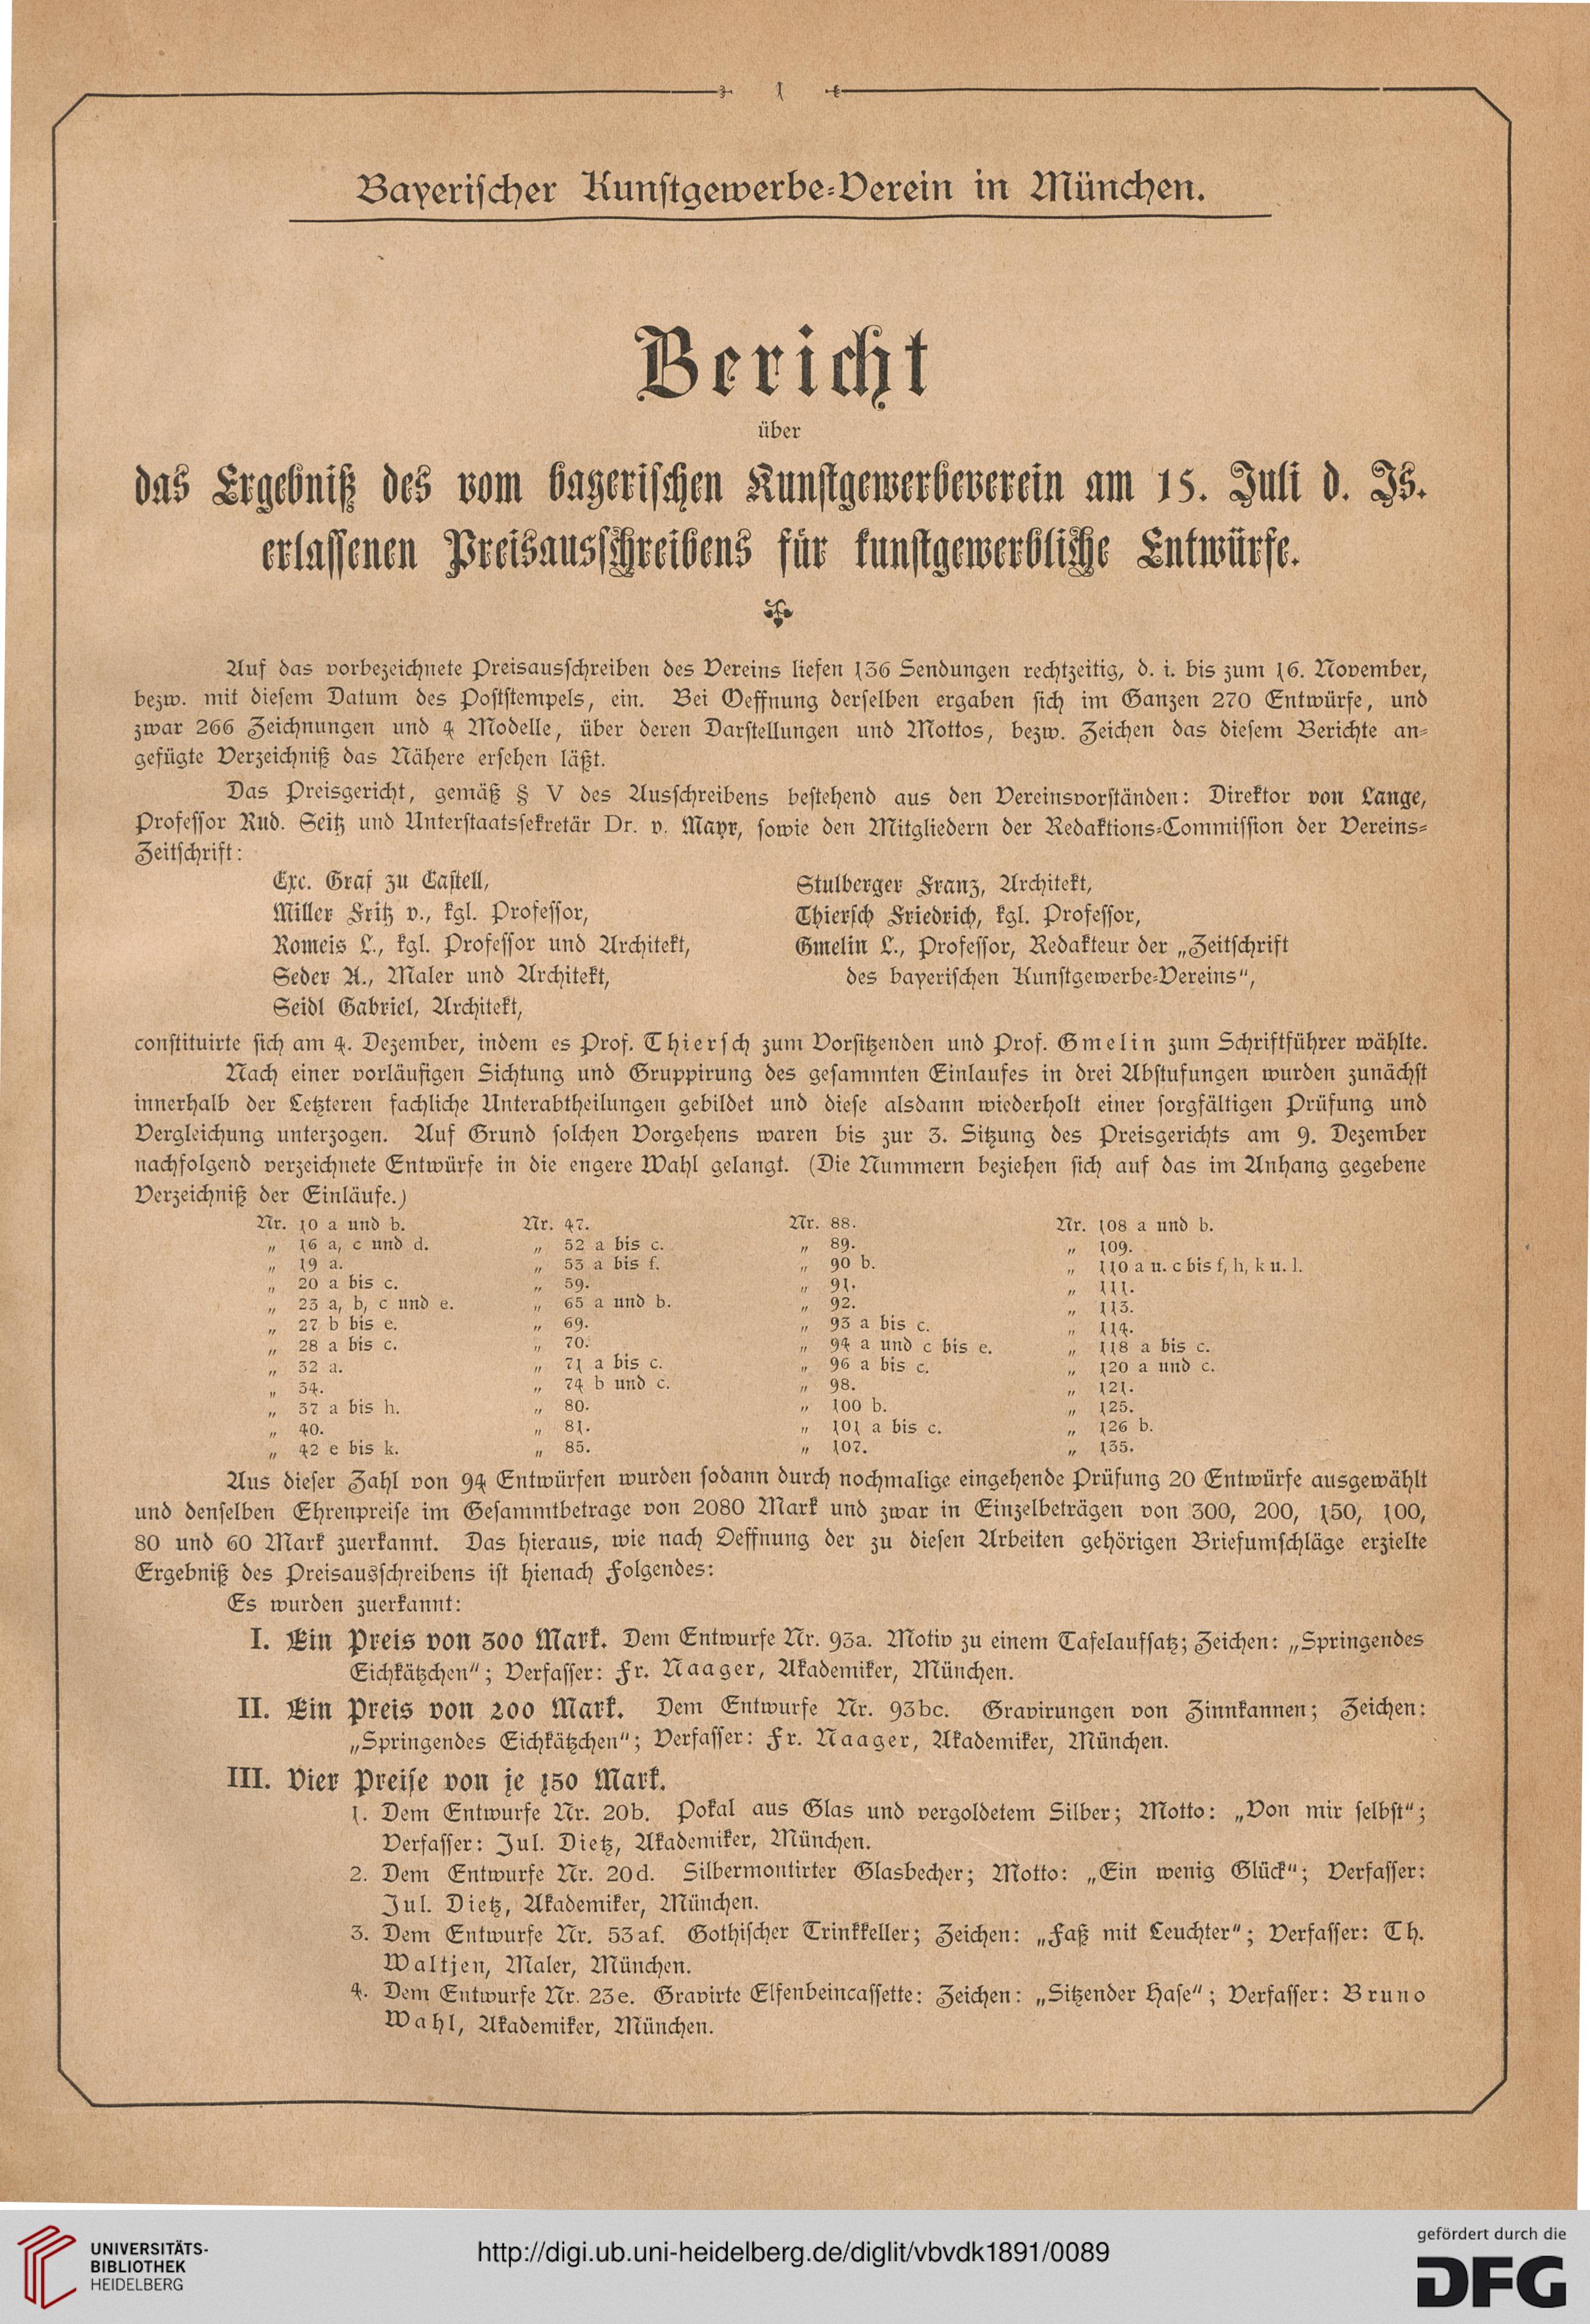 1
Bayerischer Kunstgewerbe-Verein in München.
Bericht
über
das Ergebniß des vom bayerischen Kunstgewerbeverein am 15. Juli d. Js.
erlassenen Preisausschreibens für kunstgewerbliche Entwürfe.
Auf das vorbezeichnete Preisausschreiben des Vereins liefen 136 Sendungen rechtzeitig, d. i. bis zum 16. November,
bezw. mit diesem Datum des Poststempels, ein. Bei Oeffnung derselben ergaben sich im Ganzen 270 Entwürfe, und
zwar 266 Zeichnungen und 4 Modelle, über deren Darstellungen und Mottos, bezw. Zeichen das diesem Berichte an-
gefügte Verzeichniß das Nähere ersehen läßt.
Das Preisgericht, gemäß § V des Ausschreibens bestehend aus den Vereinsvorständen: Direktor von Lange,
Professor Rud. Seitz und Unterstaatssekretär Dr. v. Mayr, sowie den Mitgliedern der Redaktions-Commission der Vereins-
Zeitschrift:
Exc. Graf zu Castell,
Miller Fritz v., kgl. Professor,
Romeis L., kgl. Professor und Architekt,
Seder A., Maler und Architekt,
Seidl Gabriel, Architekt,
Stulberger Franz, Architekt,
Thiersch Friedrich, kgl. Professor,
Gmelin L., Professor, Redakteur der „Zeitschrift
des bayerischen Kunstgewerbe-Vereins“,
constituirte sich am 4. Dezember, indem es Prof. Thiersch zum Vorsitzenden und Prof. Gmelin zum Schriftführer wählte.
Nach einer vorläufigen Sichtung und Gruppirung des gesammten Einlaufes in drei Abstufungen wurden zunächst
innerhalb der Letzteren fachliche Unterabtheilungen gebildet und diese alsdann wiederholt einer sorgfältigen Prüfung und
Vergleichung unterzogen. Auf Grund solchen Vorgehens waren bis zur 3. Sitzung des Preisgerichts am 9. Dezember
nachfolgend verzeichnete Entwürfe in die engere Wahl gelangt. (Die Nummern beziehen sich auf das im Anhang gegebene
Verzeichniß der Einläufe.)
Nr. 10 a und b.
„ 16 a, c und d.
„ 19 a.
„ 20 a bis c.
„ 23 a, b, c und e.
„ 27 b bis e.
„ 28 a bis c.
„ 32 a.
„ 34.
„ 37 a bis h.
„ 40.
„ 42 e bis k.
Nr. 47.
„ 52 a bis c.
„ 53 a bis f.
„ 59.
„ 65 a und b.
„ 69.
„ 70.
„ 71 a bis c.
„ 74 b und c.
„ 80.
„ 81.
„ 85.
Nr. 88.
„ 89.
„ 90 b.
„ 91.
„ 92.
„ 93 a bis c.
„ 94 a und c bis e.
„ 96 a bis c.
„ 98.
„ 100 b.
„ 101 a bis c.
„ 107.
Nr. 108 a und b.
„ 109.
„ 110 a u. c bis f, h, k u. l.
„ 111.
„ 113.
„ 114.
„ 118 a bis c.
„ 120 a und c.
„ 121.
„ 125.
„ 126 b.
„ 135.
Aus dieser Zahl von 94 Entwürfen wurden sodann durch nochmalige eingehende Prüfung 20 Entwürfe ausgewählt
und denselben Ehrenpreise im Gesammtbetrage von 2080 Mark und zwar in Einzelbeträgen von 300, 200, 150, 100,
80 und 60 Mark zuerkannt. Das hieraus, wie nach Oeffnung der zu diesen Arbeiten gehörigen Briefumschläge erzielte
Ergebniß des Preisausschreibens ist hienach Folgendes:
Es wurden zuerkannt:
I. Ein Preis von 300 Mark. Dem Entwurfe Nr. 93a. Motiv zu einem Tafelaufsatz; Zeichen: „Springendes
Eichkätzchen“; Verfasser: Fr. Naager, Akademiker, München.
II. Ein Preis von 200 Mark. Dem Entwurfe Nr. 93bc. Gravirungen von Zinnkannen; Zeichen:
„Springendes Eichkätzchen“; Verfasser: Fr. Naager, Akademiker, München.
III. Vier Preise von je 150 Mark.
1. Dem Entwurfe Nr. 20b. Pokal aus Glas und vergoldetem Silber; Motto: „Von mir selbst“;
Verfasser: Jul. Dietz, Akademiker, München.
2. Dem Entwurfe Nr. 20d. Silbermontirter Glasbecher; Motto: „Ein wenig Glück“; Verfasser:
Jul. Dietz, Akademiker, München.
3. Dem Entwurfe Nr. 53af. Gothischer Trinkkeller; Zeichen: „Faß mit Leuchter“; Verfasser: Th.
Waltjen, Maler, München.
4. Dem Entwurfe Nr. 23e. Gravirte Elfenbeincassette: Zeichen: „Sitzender Hase“; Verfasser: Bruno
Wahl, Akademiker, München.
UNIVERSITÄTS-
BIBLIOTHEK
HEIDELBERG
http://digi.ub.uni-heidelberg.de/diglit/vbvdk1891/0089
gefördert durch die
DFG